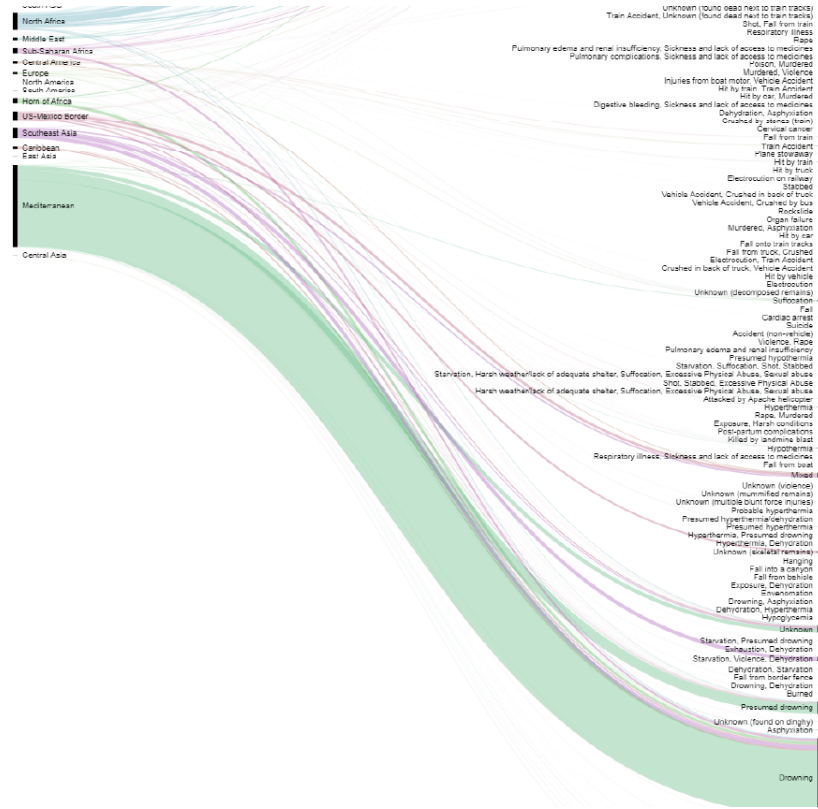 South Asia
North Africa
Middle East
Sub-Saharan Africa
Central America
Europe
North America
South America
Horn of Africa
US-Mexico Border
Southeast Asia
Caribbean
East Asia
Mediterranean
Central Asia
Unknown (found dead next to train tracks)
Train Accident, Unknown (found dead next to train tracks)
Shot, Fall from train
Respiratory illness
Rape
Pulmonary edema and renal insufficiency, Sickness and lack of access to medicines
Pulmonary complications, Sickness and lack of access to medicines
Poison, Murdered
Murdered, Violence
Injuries from boat motor, Vehicle Accident
Hit by train, Train Accident
Hit by car, Murdered
Digestive bleeding, Sickness and lack of access to medicines
Dehydration, Asphyxiation
Crushed by stones (train)
Cervical cancer
Fall from train
Train Accident
Plane stowaway
Hit by train
Hit by truck
Electrocution on railway
Stabbed
Vehicle Accident, Crushed in back of truck
Vehicle Accident, Crushed by bus
Rockslide
Organ failure
Murdered, Asphyxiation
Hit by car
Fall onto train tracks
Fall from truck, Crushed
Electrocution, Train Accident
Crushed in back of truck, Vehicle Accident
Hit by vehicle
Electrocution
Unknown (decomposed remains)
Suffocation
Fall
Cardiac arrest
Suicide
Accident (non-vehicle)
Violence, Rape
Pulmonary edema and renal insufficiency
Presumed hypothermia
Starvation, Suffocation, Shot, Stabbed
Starvation, Harsh weather/lack of adequate shelter, Suffocation, Excessive Physical Abuse, Sexual abuse
Shot, Stabbed, Excessive Physical Abuse
Harsh weather/lack of adequate shelter, Suffocation, Excessive Physical Abuse, Sexual abuse
Attacked by Apache helicopter
Hyperthermia
Rape, Murdered
Exposure, Harsh conditions
Post-partum complications
Killed by landmine blast
Hypothermia
Respiratory illness, Sickness and lack of access to medicines
Fall from boat
Mixed
Unknown (violence)
Unknown (mummified remains)
Unknown (multiple blunt force injuries)
Probable hyperthermia
Presumed hyperthermia/dehydration
Presumed hyperthermia
Hyperthermia, Presumed drowning
Hyperthermia, Dehydration
Unknown (skeletal remains)
Hanging
Fall into a canyon
Fall from behicle
Exposure, Dehydration
Envenomation
Drowning, Asphyxiation
Dehydration, Hyperthermia
Hypoglycemia
Unknown
Starvation, Presumed drowning
Exhaustion, Dehydration
Starvation, Violence, Dehydration
Dehydration, Starvation
Fall from border fence
Drowning, Dehydration
Burned
Presumed drowning
Unknown (found on dinghy)
Asphyxiation
Drowning